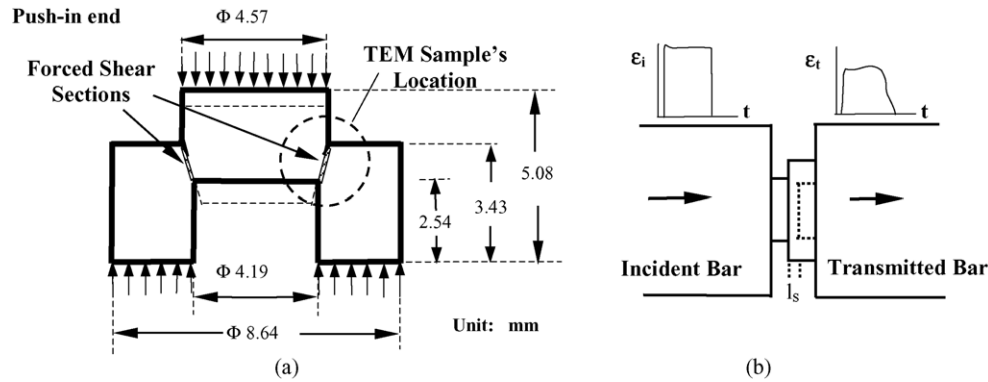 Push-in end
Φ 4.57
TEM Sample's
Location
Forced Shear
Sections
5.08
3.43
2.54
Φ 4.19
Φ 8.64
Unit: mm
(a)
εi
t
εt
t
Incident Bar
Transmitted Bar
ls
(b)